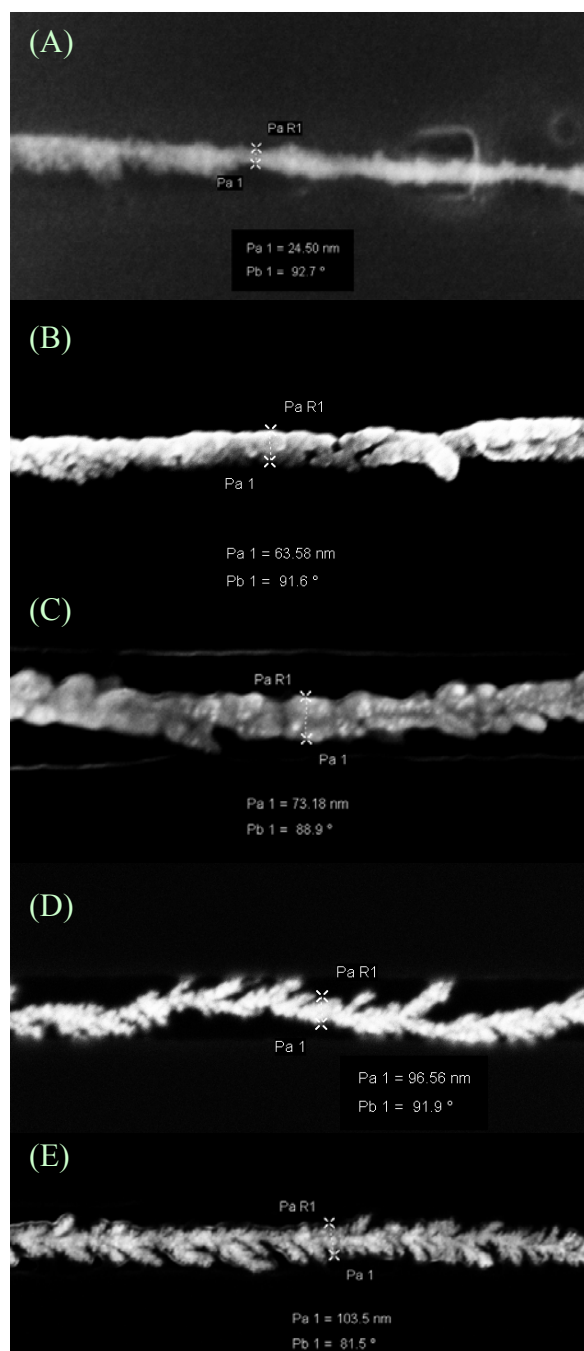 (A)
Pa R1
Pa 1
Pa 1 = 24.50 nm
Pb 1 = 92.7 °
(B)
Pa R1
Pa 1
Pa 1 = 63.58 nm
Pb 1 = 91.6 °
(C)
Pa R1
Pa 1
Pa 1 = 73.18 nm
Pb 1 = 88.9 °
(D)
Pa R1
Pa 1
Pa 1 = 96.56 nm
Pb 1 = 91.9 °
(E)
Pa R1
Pa 1
Pa 1 = 103.5 nm
Pb 1 = 81.5 °